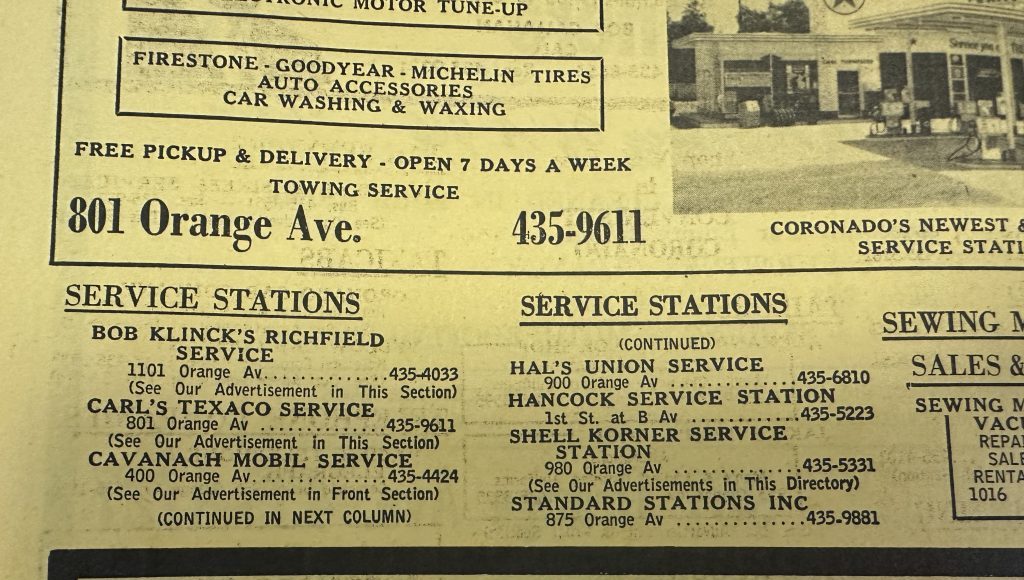 MOTOR TUNE-UP
FIRESTONE - GOODYEAR - MICHELIN TIRES
AUTO ACCESSORIES
CAR WASHING & WAXING
FREE PICKUP & DELIVERY - OPEN 7 DAYS A WEEK
TOWING SERVICE
801 Orange Ave. 435-9611
CORONADO'S NEWEST &
SERVICE
SERVICE STATIONS
BOB KLINCK'S RICHFIELD
SERVICE
1101 Orange Av............435-4033
(See Our Advertisement in This Section)
CARL'S TEXACO SERVICE
801 Orange Av .............435-9611
(See Our Advertisement in This Section)
CAVANAGH MOBIL SERVICE
400 Orange Av.............435-4424
(See Our Advertisement in Front Section)
(CONTINUED IN NEXT COLUMN)
SERVICE STATIONS
(CONTINUED)
HAL'S UNION SERVICE
900 Orange Av ............435-6810
HANCOCK SERVICE STATION
1st St. at B Av ............435-5223
SHELL KORNER SERVICE
STATION
980 Orange Av .............435-5331
(See Our Advertisements in This Directory)
STANDARD STATIONS INC
875 Orange Av .............435-9881
SEWING M
SALES &
SEWING M
VACU
REPAI
SALE
RENTA
1016